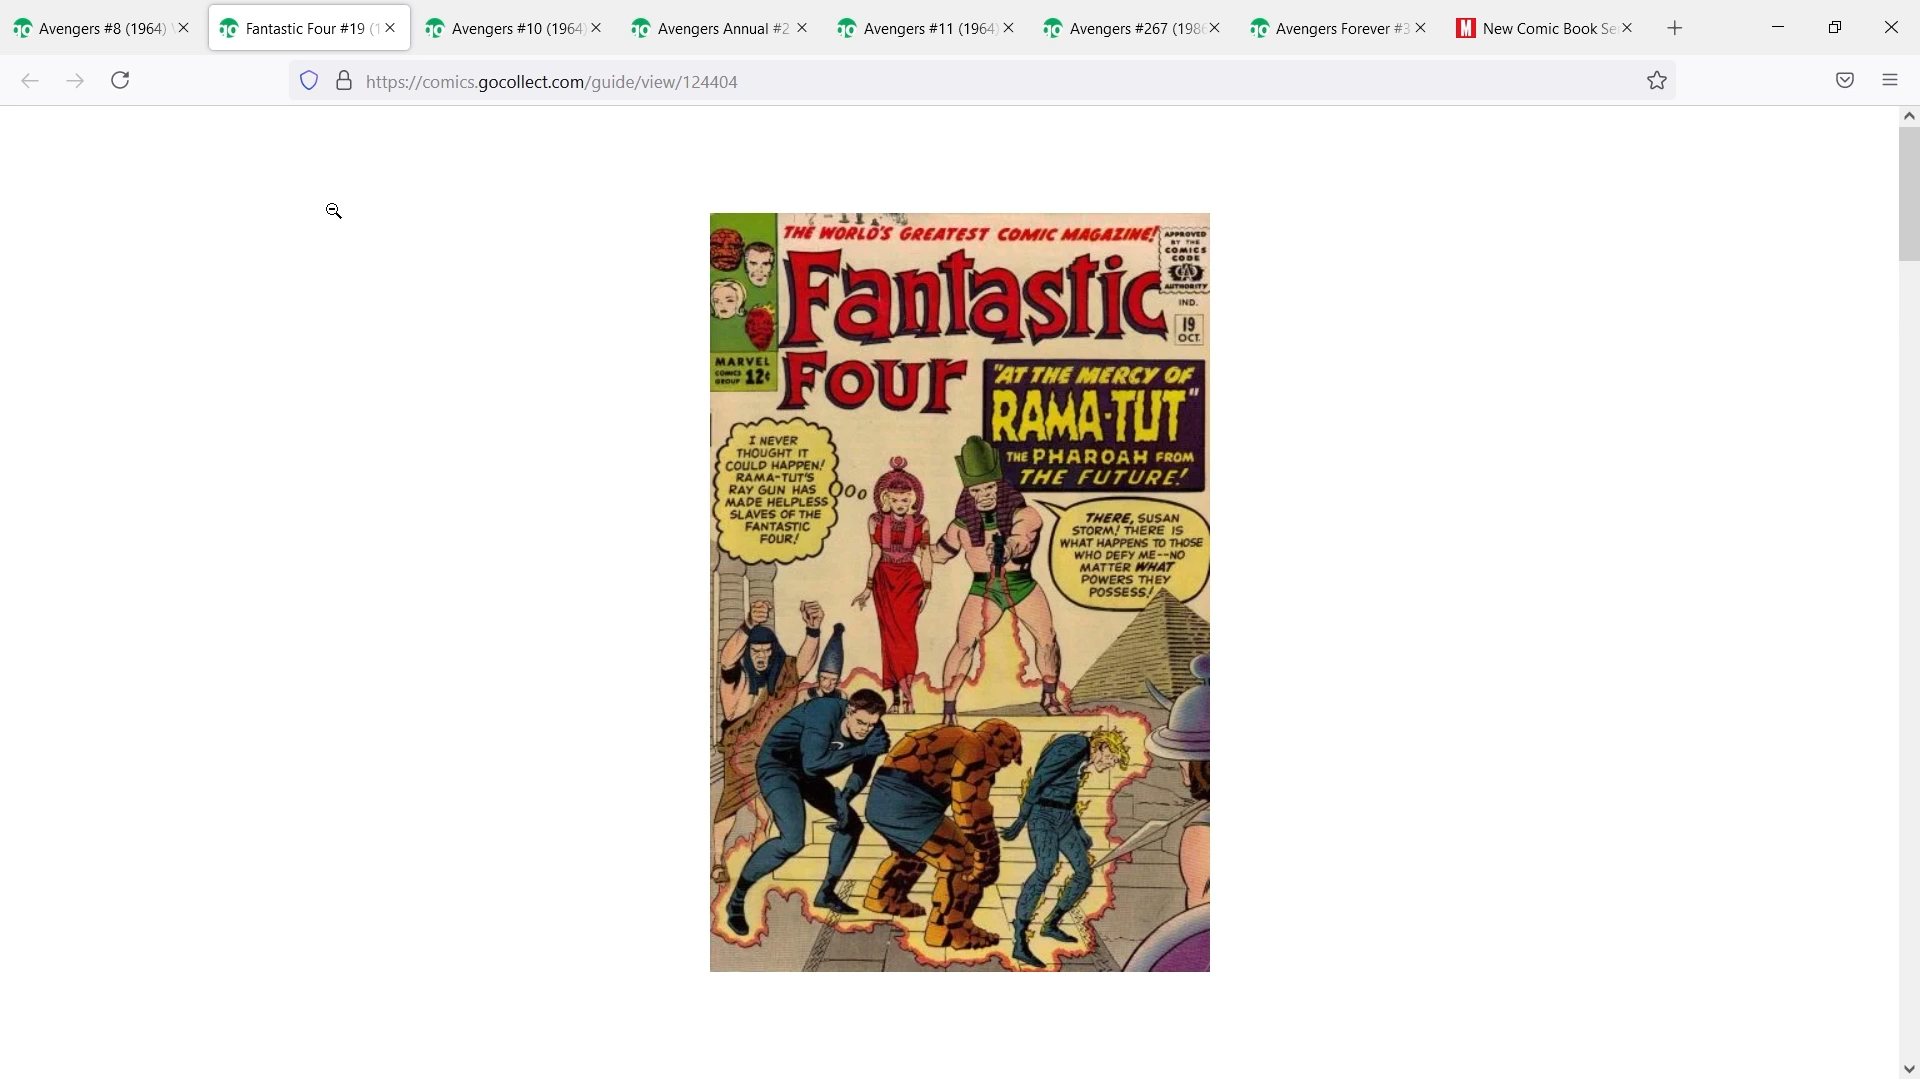 Avengers #8 (1964)
Fantastic Four #19 (1
Avengers #10 (1964)
Avengers Annual #2
Avengers #11 (1964)
Avengers #267 (1986
Avengers Forever #3
New Comic Book Se
https://comics.gocollect.com/guide/view/124404
THE WORLD'S GREATEST COMIC MAGAZINE!
APPROVED
BY THE
COMICS
CODE
AUTHORITY
Fantastic
Four
IND.
19
OCT.
MARVEL
COMICS
GROUP
12¢
"AT THE MERCY OF
RAMA-TUT"
THE PHAROAH FROM
THE FUTURE!
I NEVER
THOUGHT IT
COULD HAPPEN!
RAMA-TUT'S
RAY GUN HAS
MADE HELPLESS
SLAVES OF THE
FANTASTIC
FOUR!
THERE, SUSAN
STORM! THERE IS
WHAT HAPPENS TO THOSE
WHO DEFY ME--NO
MATTER WHAT
POWERS THEY
POSSESS!